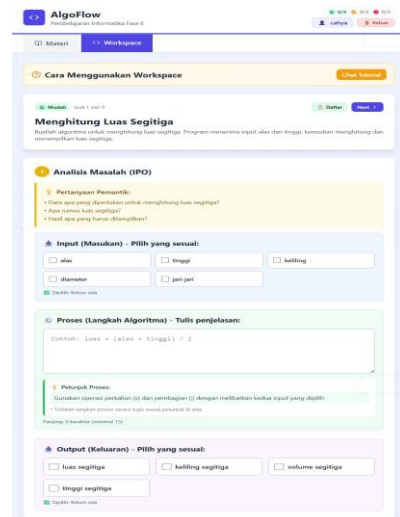 AlgoFlow
Pembelajaran Informatika Fase E
0/4 0/3 0/3
cahya Keluar
Materi Workspace
Cara Menggunakan Workspace Lihat Tutorial
Mudah Soal 1 dari 9 Daftar Next >
Menghitung Luas Segitiga
Buatlah algoritma untuk menghitung luas segitiga. Program menerima input alas dan tinggi, kemudian menghitung dan
menampilkan luas segitiga.
Analisis Masalah (IPO)
Pertanyaan Pemantik:
• Data apa yang diperlukan untuk menghitung luas segitiga?
• Apa rumus luas segitiga?
• Hasil apa yang harus ditampilkan?
Input (Masukan) - Pilih yang sesuai:
alas tinggi keliling
diameter jari-jari
Dipilih: Belum ada
Proses (Langkah Algoritma) - Tulis penjelasan:
Contoh: luas = (alas × tinggi) / 2
Petunjuk Proses:
Gunakan operasi perkalian (x) dan pembagian (:) dengan melibatkan kedua input yang dipilih
* Tuliskan langkah proses secara logis sesuai petunjuk di atas
Panjang: 0 karakter (minimal 15)
Output (Keluaran) - Pilih yang sesuai:
luas segitiga keliling segitiga volume segitiga
tinggi segitiga
Dipilih: Belum ada